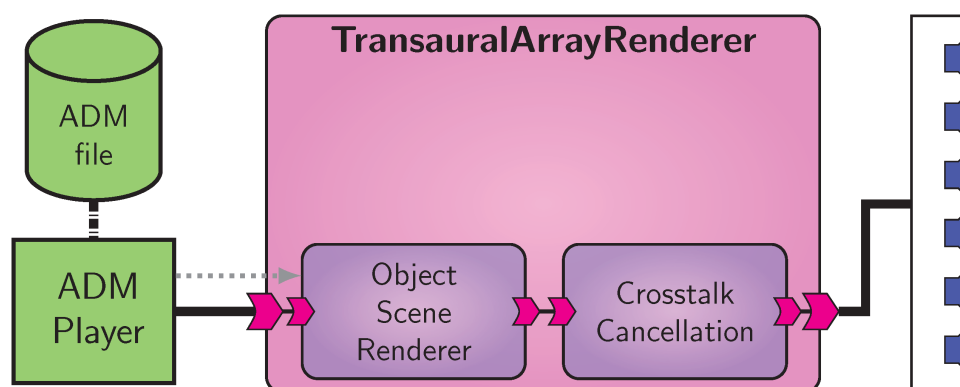 TransauralArrayRenderer
ADM
file
ADM
Player
Object
Scene
Renderer
Crosstalk
Cancellation